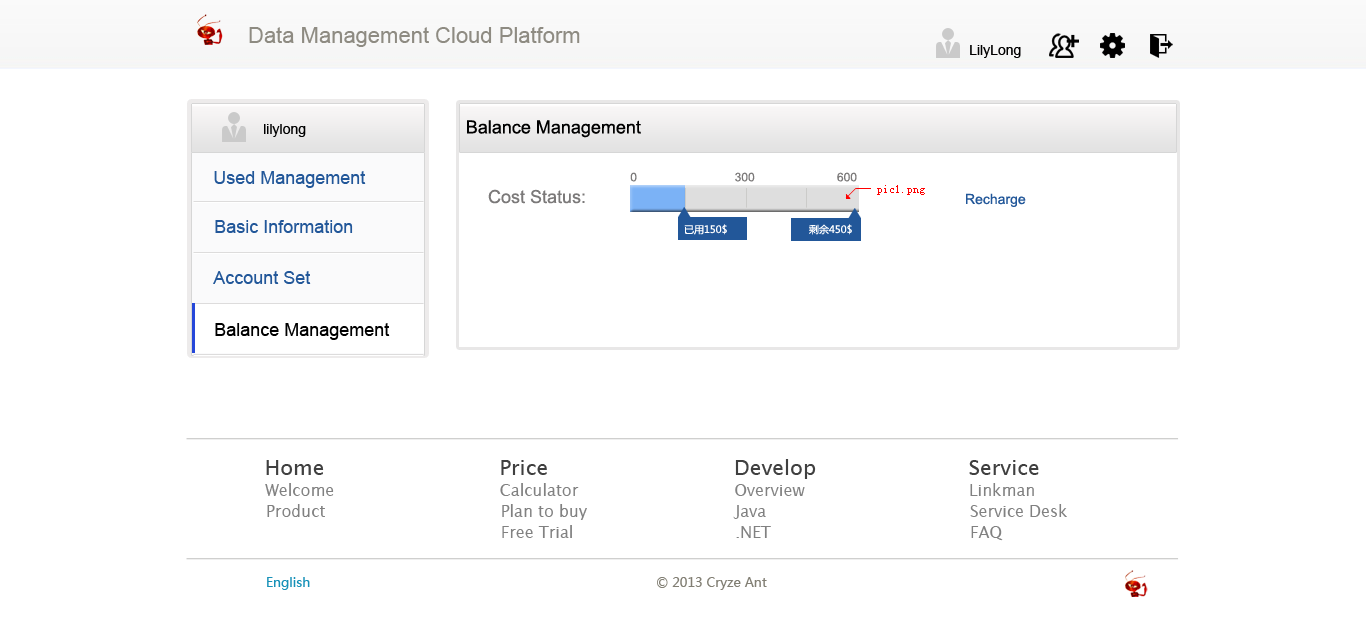 Data Management Cloud Platform
LilyLong
lilylong
Used Management
Basic Information
Account Set
Balance Management
Balance Management
Cost Status:
0 300 600
pic1.png
已用150$
剩余450$
Recharge
Home
Welcome
Product
Price
Calculator
Plan to buy
Free Trial
Develop
Overview
Java
.NET
Service
Linkman
Service Desk
FAQ
English
© 2013 Cryze Ant